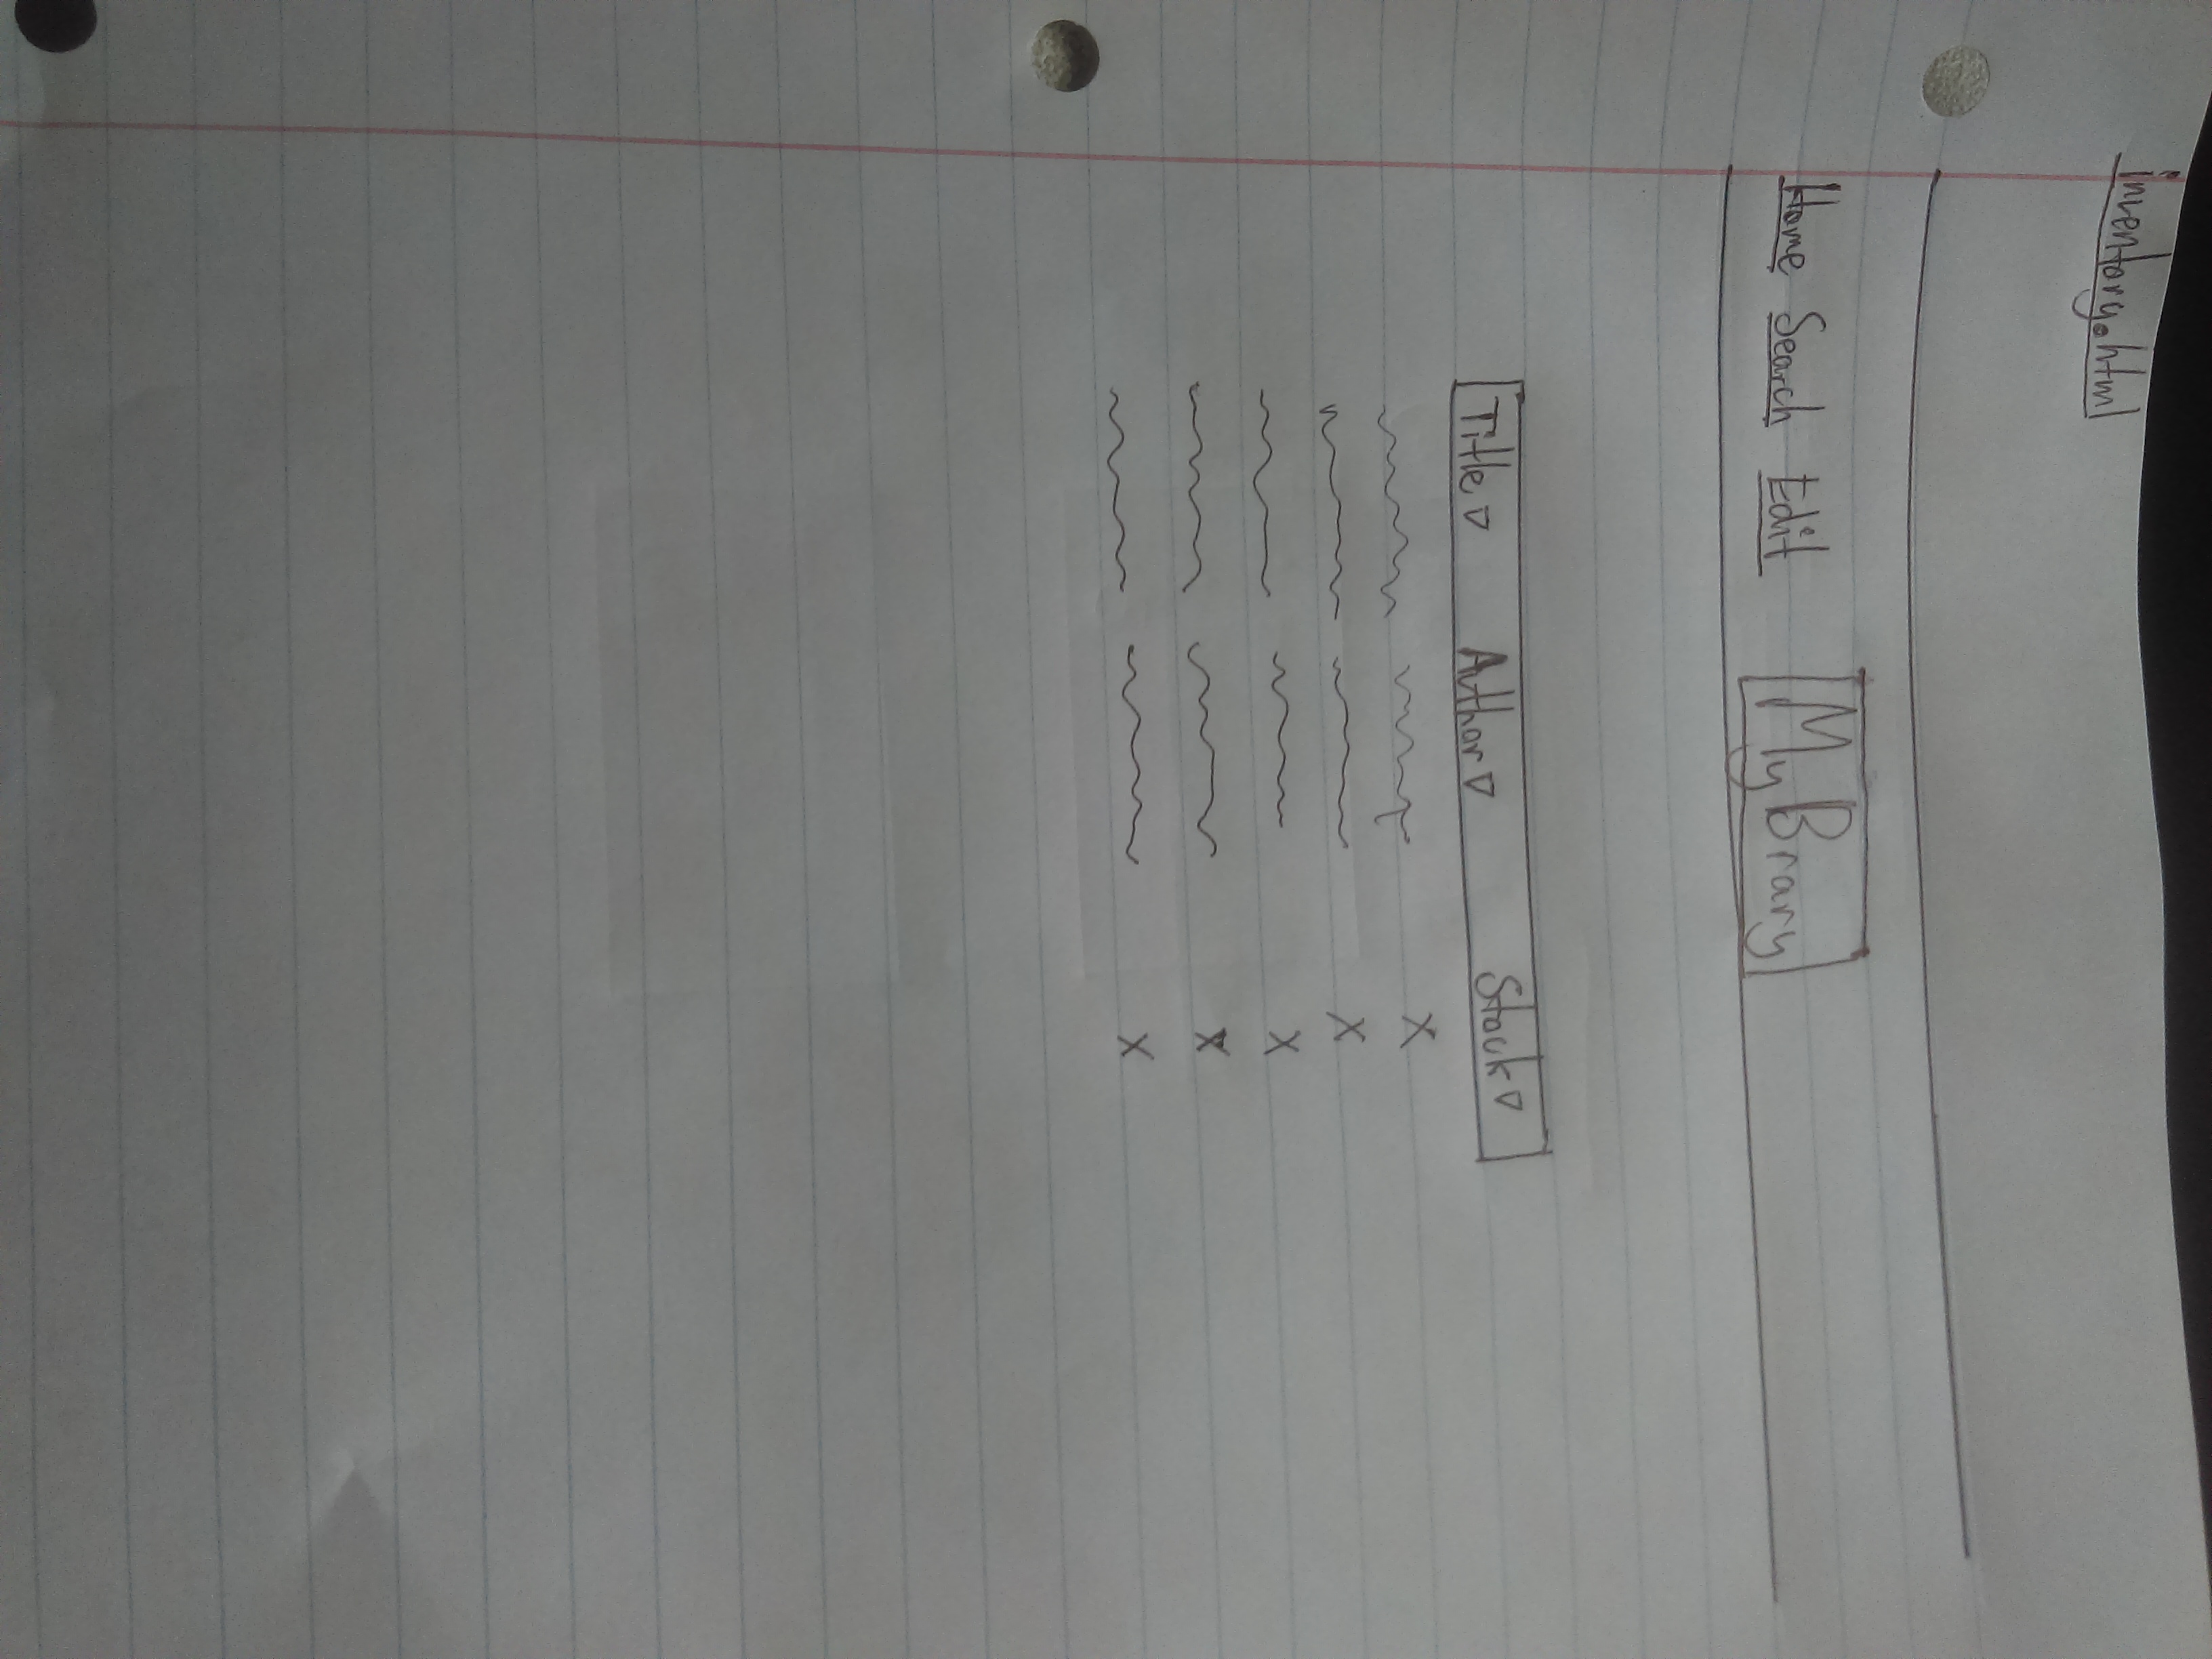 inventory.html
Home Search Edit MyBrary
Title ▽ Author ▽ Stock ▽
X
X
X
X
X